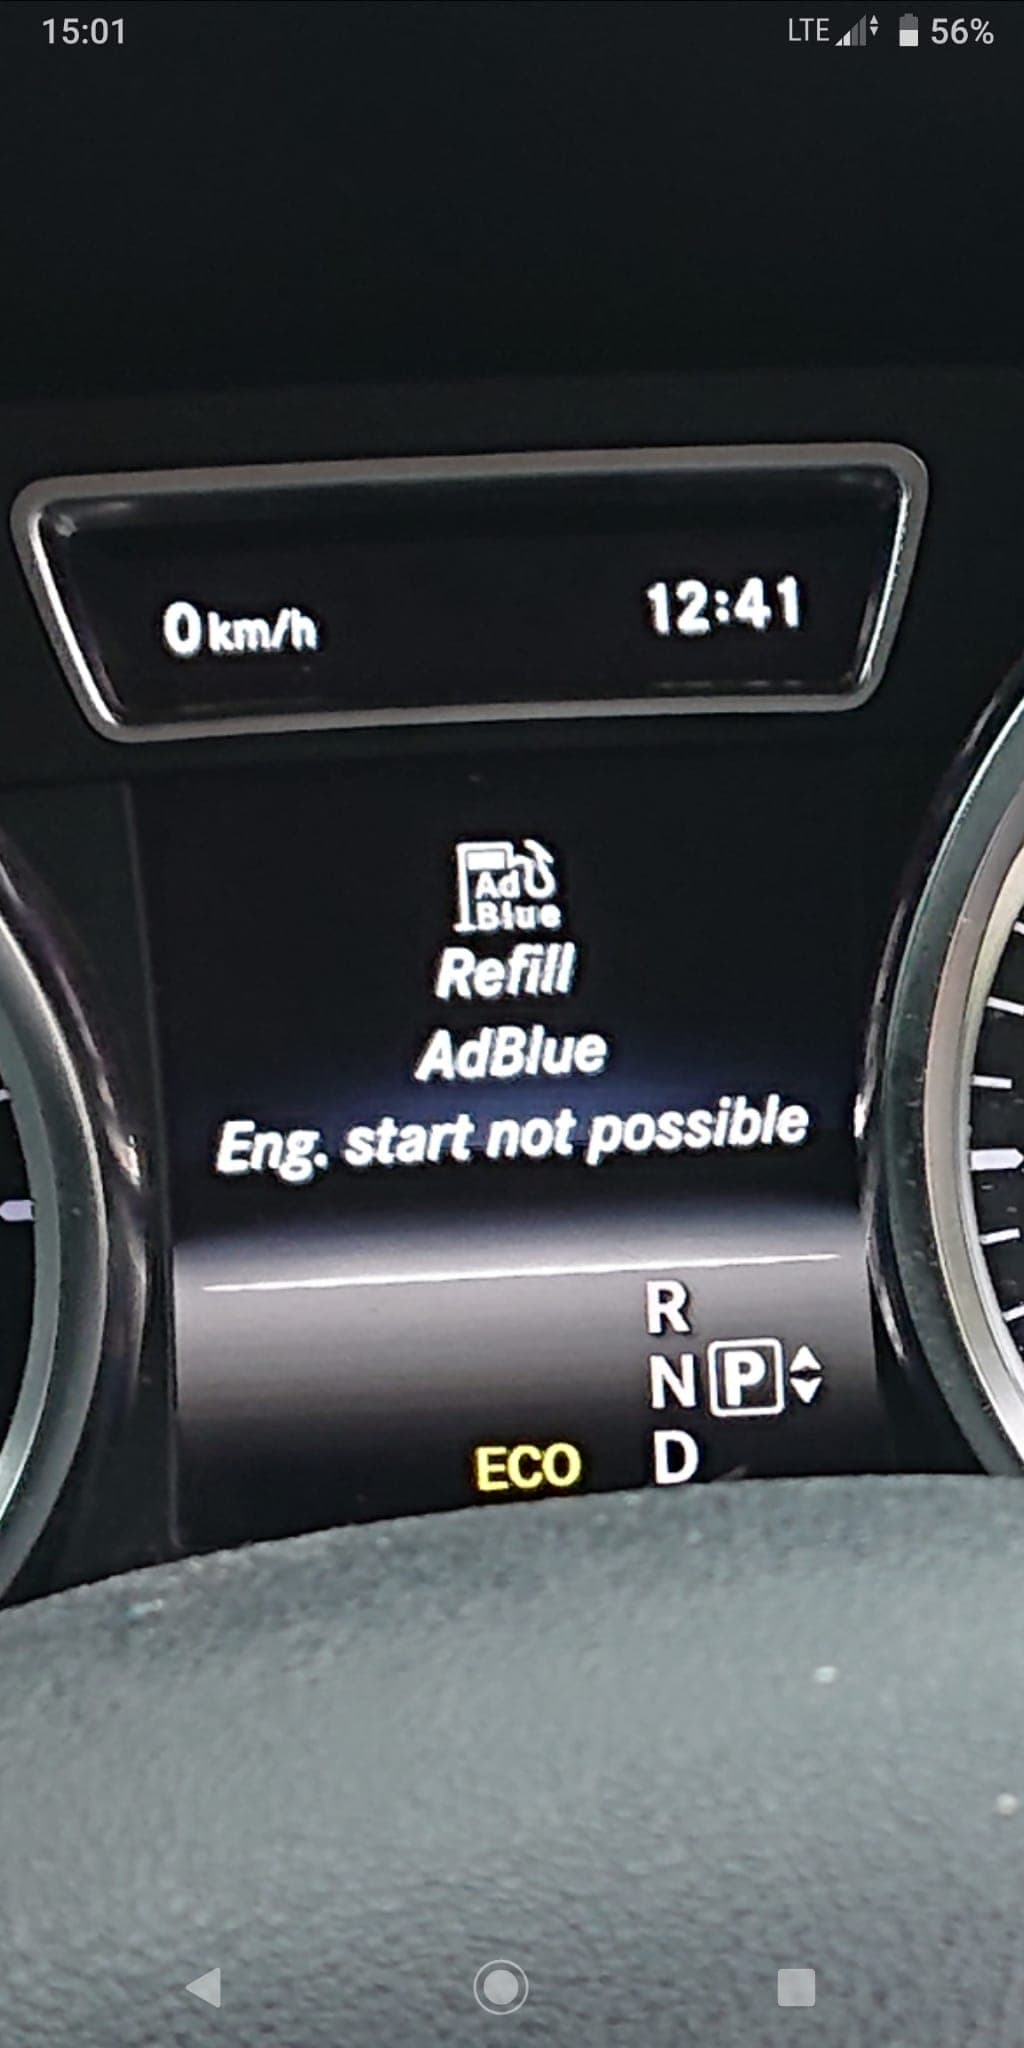 15:01 LTE 56%
0 km/h 12:41
Ad
Blue
Refill
AdBlue
Eng. start not possible
R
N P
ECO D